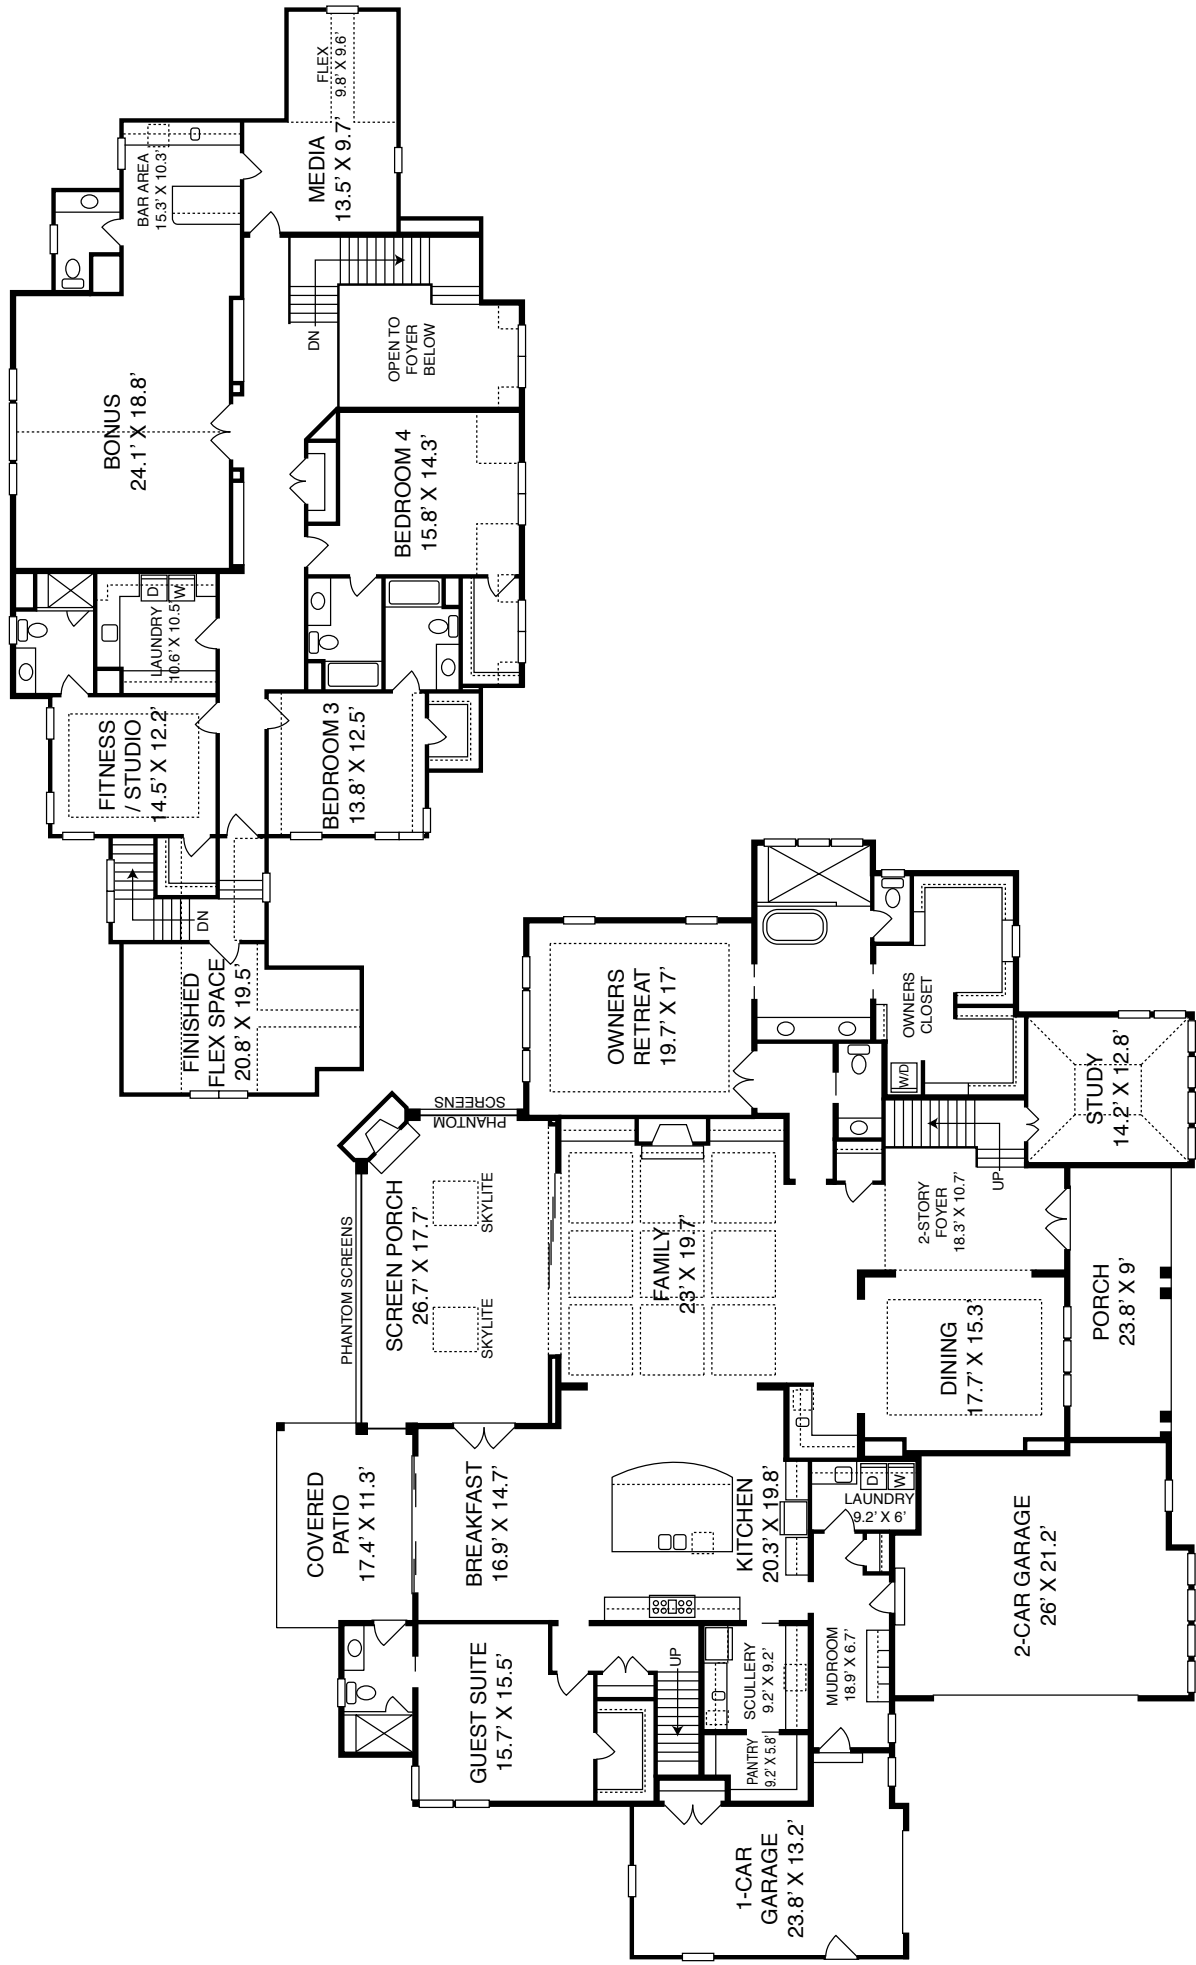 FLEX
9.8' X 9.6'
MEDIA
13.5' X 9.7'
BAR AREA
15.3' X 10.3'
DN
OPEN TO
FOYER
BELOW
BONUS
24.1' X 18.8'
BEDROOM 4
15.8' X 14.3'
D
W
LAUNDRY
10.6' X 10.5'
FITNESS
/ STUDIO
14.5' X 12.2'
BEDROOM 3
13.8' X 12.5'
DN
FINISHED
FLEX SPACE
20.8' X 19.5'
OWNERS
RETREAT
19.7' X 17'
OWNERS
CLOSET
W/D
STUDY
14.2' X 12.8'
PHANTOM
SCREENS
PHANTOM SCREENS
SCREEN PORCH
26.7' X 17.7'
SKYLITE
SKYLITE
FAMILY
23' X 19.7'
2-STORY
FOYER
18.3' X 10.7'
UP
PORCH
23.8' X 9'
DINING
17.7' X 15.3'
COVERED
PATIO
17.4' X 11.3'
BREAKFAST
16.9' X 14.7'
KITCHEN
20.3' X 19.8'
D
W
LAUNDRY
9.2' X 6'
2-CAR GARAGE
26' X 21.2'
GUEST SUITE
15.7' X 15.5'
UP
SCULLERY
9.2' X 9.2'
MUDROOM
18.9' X 6.7'
PANTRY
9.2' X 5.8'
1-CAR
GARAGE
23.8' X 13.2'